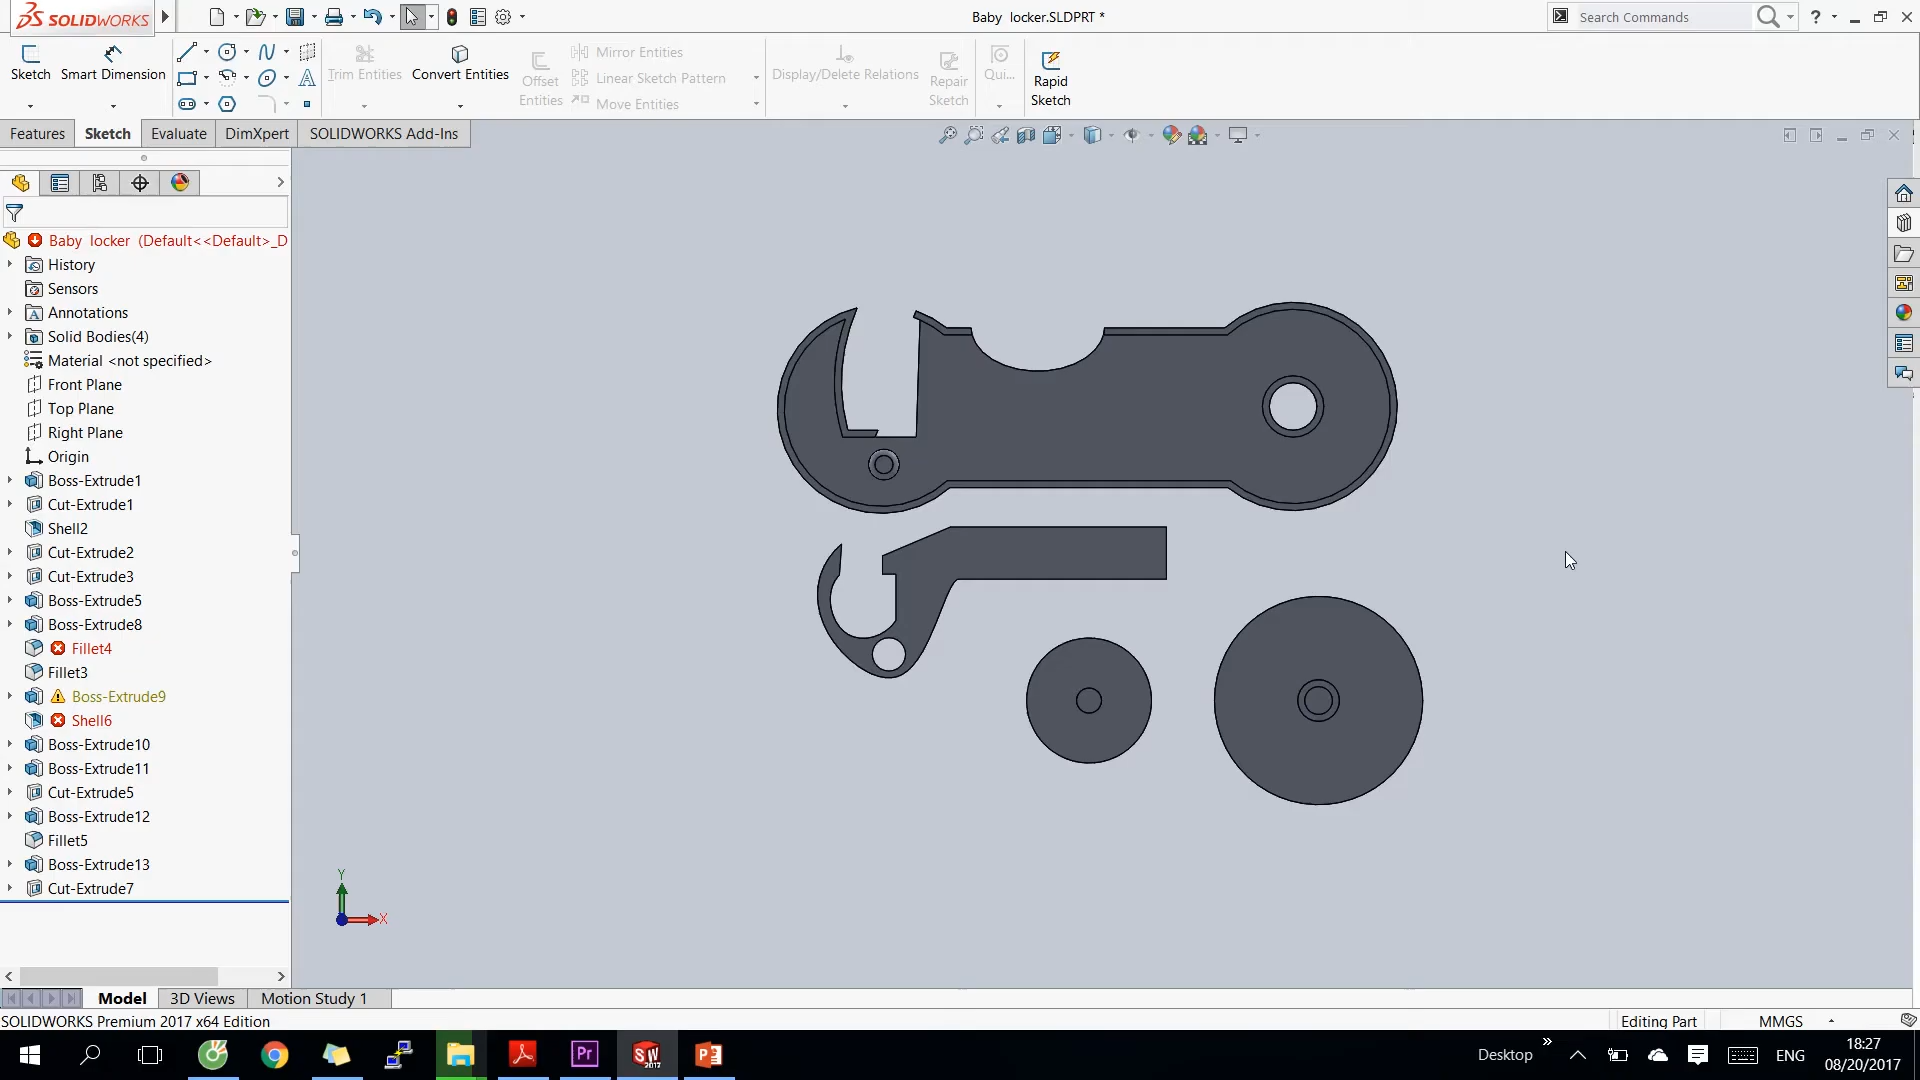 SOLIDWORKS
Baby locker.SLDPRT *
Search Commands
?
Sketch
Smart Dimension
Trim Entities
Convert Entities
Offset Entities
Mirror Entities
Linear Sketch Pattern
Move Entities
Display/Delete Relations
Repair Sketch
Qui...
Rapid Sketch
Features
Sketch
Evaluate
DimXpert
SOLIDWORKS Add-Ins
Baby locker (Default<<Default>_D
History
Sensors
Annotations
Solid Bodies(4)
Material <not specified>
Front Plane
Top Plane
Right Plane
Origin
Boss-Extrude1
Cut-Extrude1
Shell2
Cut-Extrude2
Cut-Extrude3
Boss-Extrude5
Boss-Extrude8
Fillet4
Fillet3
Boss-Extrude9
Shell6
Boss-Extrude10
Boss-Extrude11
Cut-Extrude5
Boss-Extrude12
Fillet5
Boss-Extrude13
Cut-Extrude7
Y
X
Model
3D Views
Motion Study 1
SOLIDWORKS Premium 2017 x64 Edition
Editing Part
MMGS
Pr
SW
2017
P
Desktop
ENG
18:27
08/20/2017